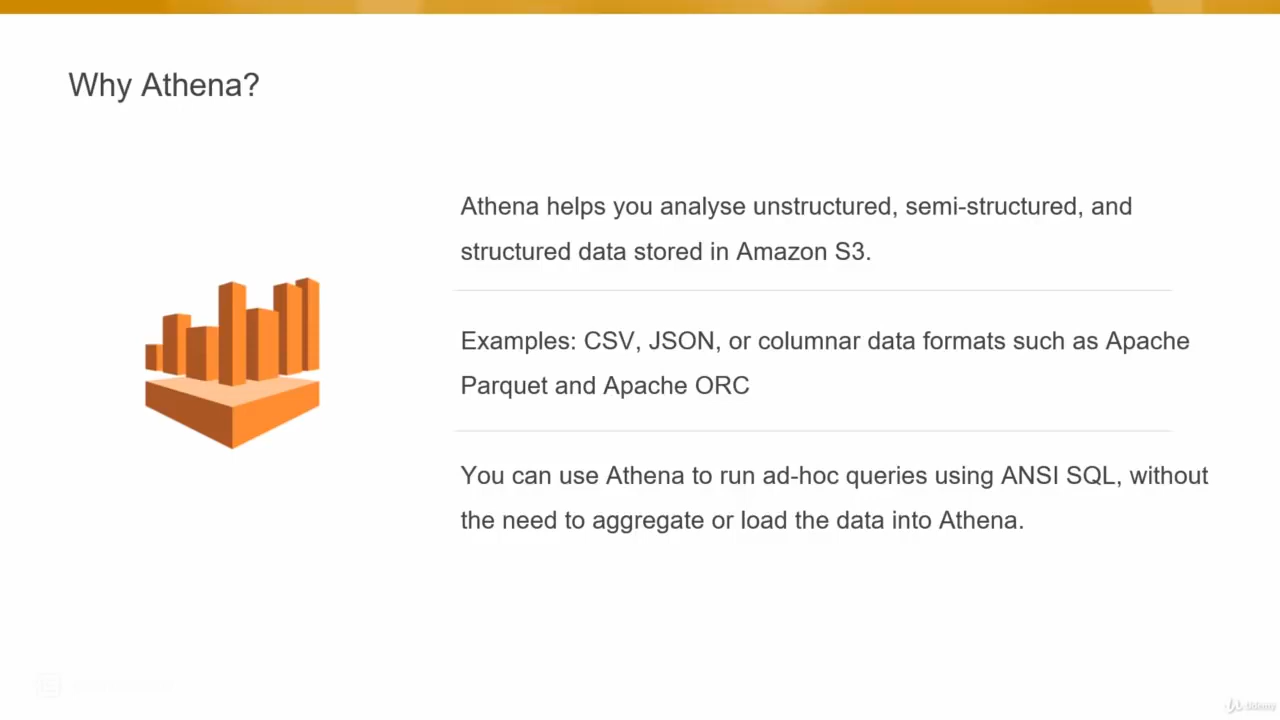 Why Athena?
Athena helps you analyse unstructured, semi-structured, and
structured data stored in Amazon S3.
Examples: CSV, JSON, or columnar data formats such as Apache
Parquet and Apache ORC
You can use Athena to run ad-hoc queries using ANSI SQL, without
the need to aggregate or load the data into Athena.
Udemy